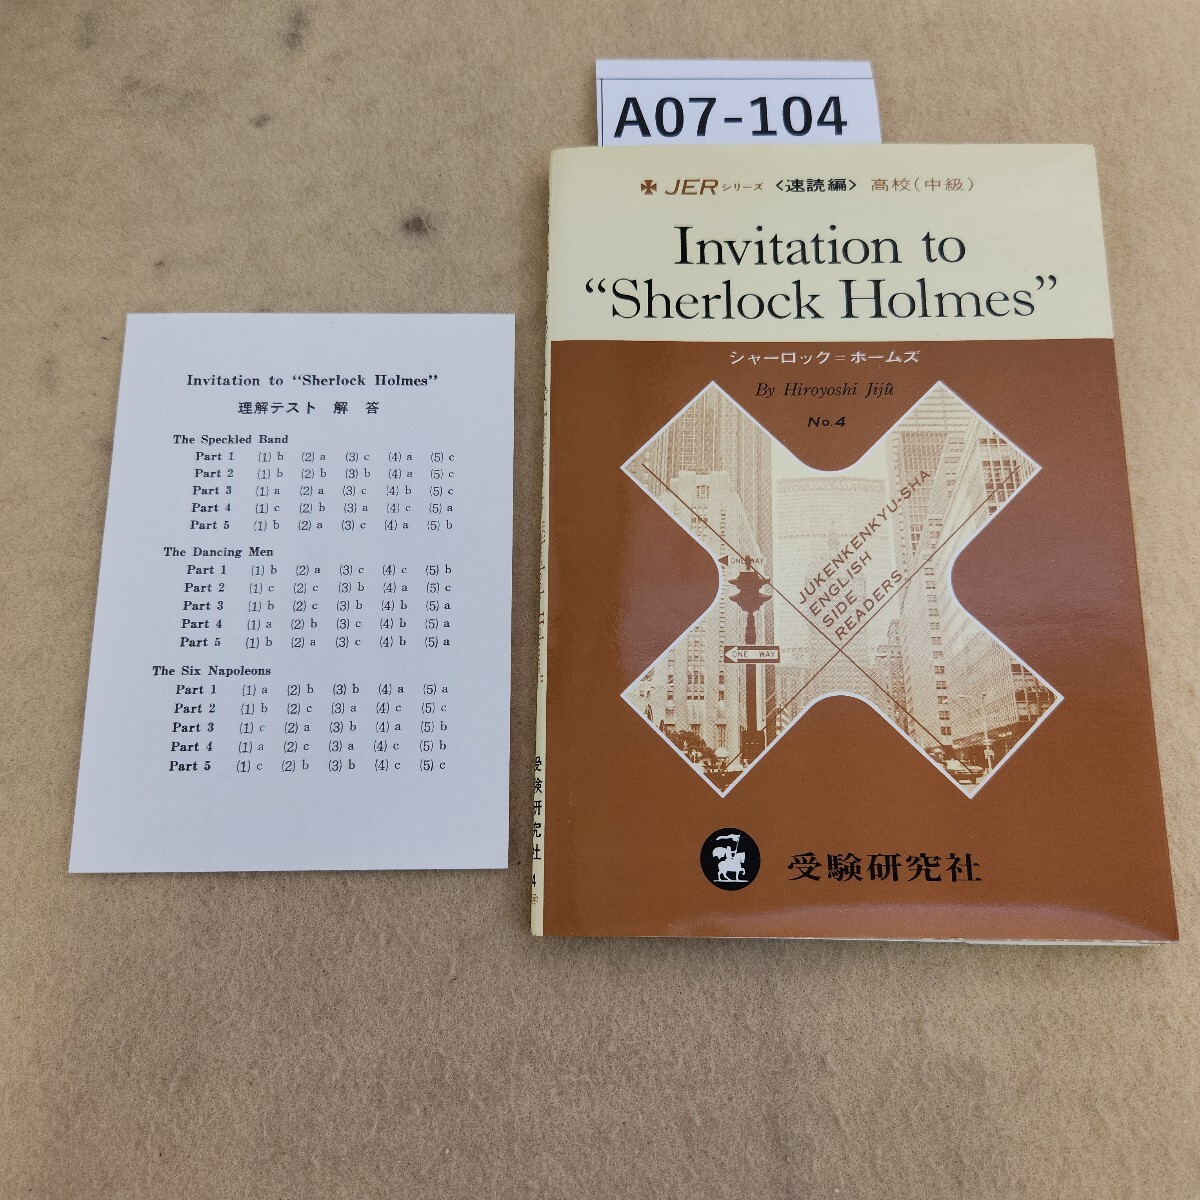 A07-104
JERシリーズ 〈速読編〉 高校(中級)
Invitation to
“Sherlock Holmes”
シャーロック=ホームズ
By Hiroyoshi Jijû
No.4
JUKENKENKYU-SHA
ENGLISH
SIDE
READERS
ONE WAY
ONE WAY
受験研究社
受験研究社
4
Invitation to “Sherlock Holmes”
理解テスト 解 答
The Speckled Band
Part 1 (1) b (2) a (3) c (4) a (5) c
Part 2 (1) b (2) b (3) b (4) a (5) c
Part 3 (1) a (2) a (3) c (4) b (5) c
Part 4 (1) c (2) b (3) a (4) c (5) a
Part 5 (1) b (2) a (3) c (4) a (5) b
The Dancing Men
Part 1 (1) b (2) a (3) c (4) c (5) b
Part 2 (1) c (2) c (3) b (4) a (5) c
Part 3 (1) b (2) c (3) b (4) b (5) a
Part 4 (1) a (2) b (3) c (4) b (5) a
Part 5 (1) b (2) a (3) c (4) b (5) a
The Six Napoleons
Part 1 (1) a (2) b (3) b (4) a (5) a
Part 2 (1) b (2) c (3) a (4) c (5) c
Part 3 (1) c (2) a (3) b (4) a (5) b
Part 4 (1) a (2) c (3) a (4) c (5) b
Part 5 (1) c (2) b (3) b (4) c (5) c